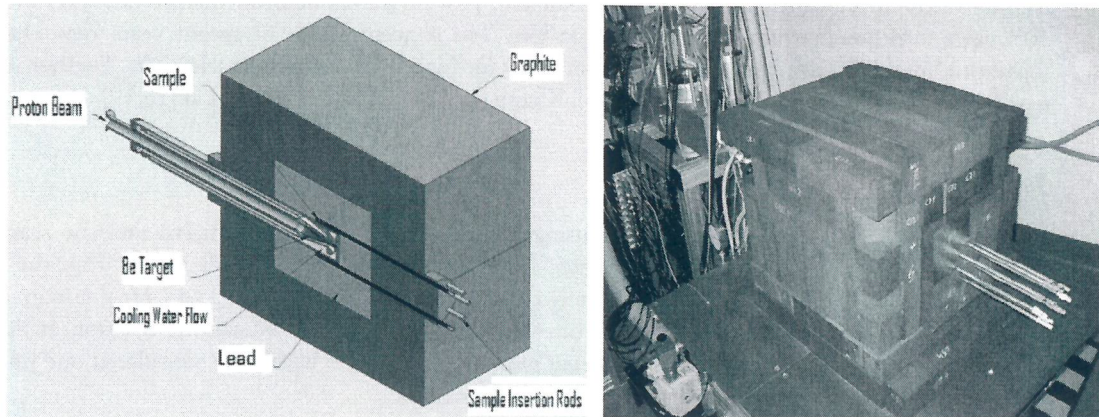 Sample
Graphite
Proton Beam
Be Target
Cooling Water Flow
Lead
Sample Insertion Rods